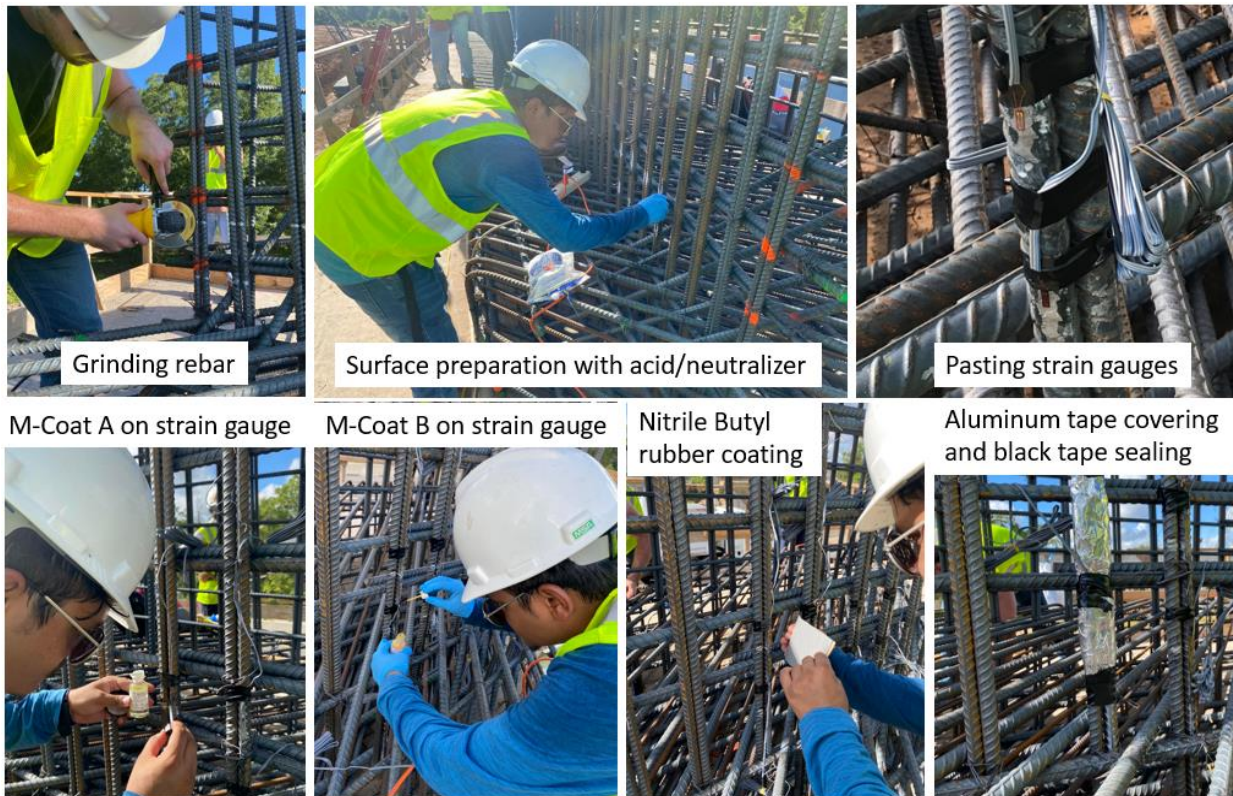 Grinding rebar
Surface preparation with acid/neutralizer
Pasting strain gauges
M-Coat A on strain gauge
M-Coat B on strain gauge
Nitrile Butyl
rubber coating
Aluminum tape covering
and black tape sealing